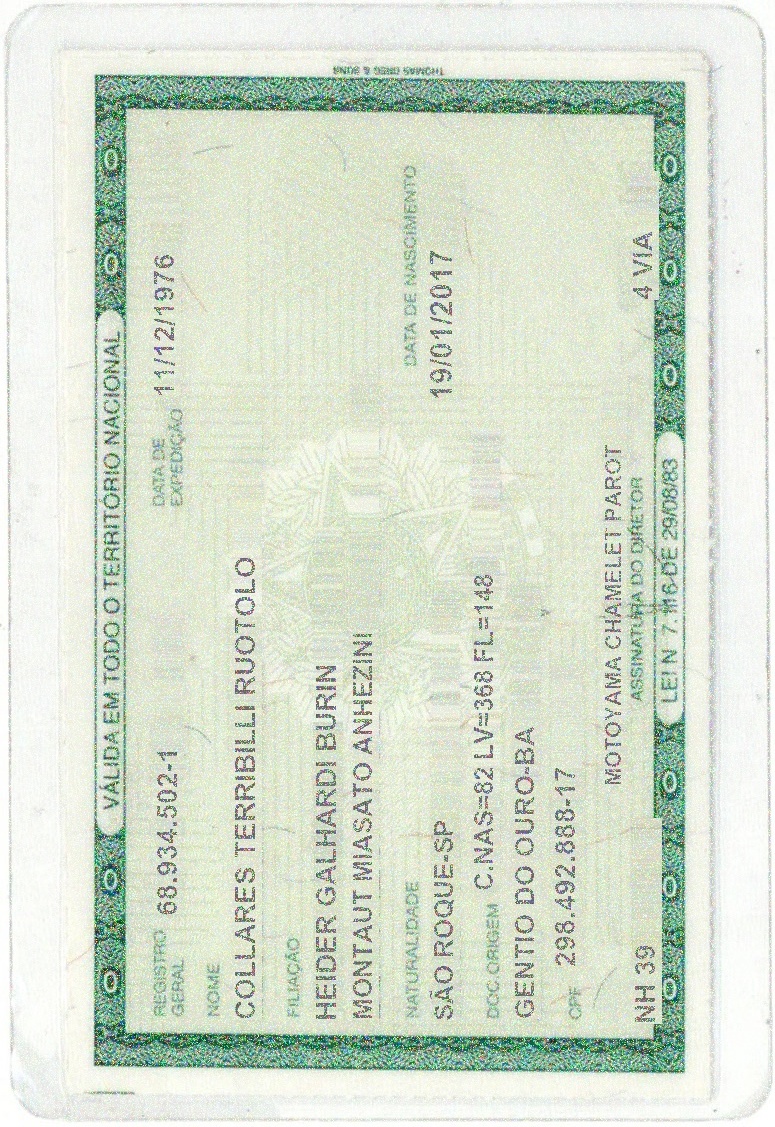 THOMAS GREG & SONS
VÁLIDA EM TODO O TERRITÓRIO NACIONAL
REGISTRO GERAL 68.934.502-1 DATA DE EXPEDIÇÃO 11/12/1976
NOME
COLLARES TERRIBILLI RUOTOLO
FILIAÇÃO
HEIDER GALHARDI BURIN
MONTAUT MIASATO ANHEZINI
NATURALIDADE DATA DE NASCIMENTO
SÃO ROQUE-SP 19/01/2017
DOC ORIGEM C.NAS=82 LV=368 FL=148
GENTIO DO OURO-BA
CPF 298.492.888-17
MOTOYAMA CHAMELET PAROT
NH 39 ASSINATURA DO DIRETOR 4 VIA
LEI N 7.116 DE 29/08/83